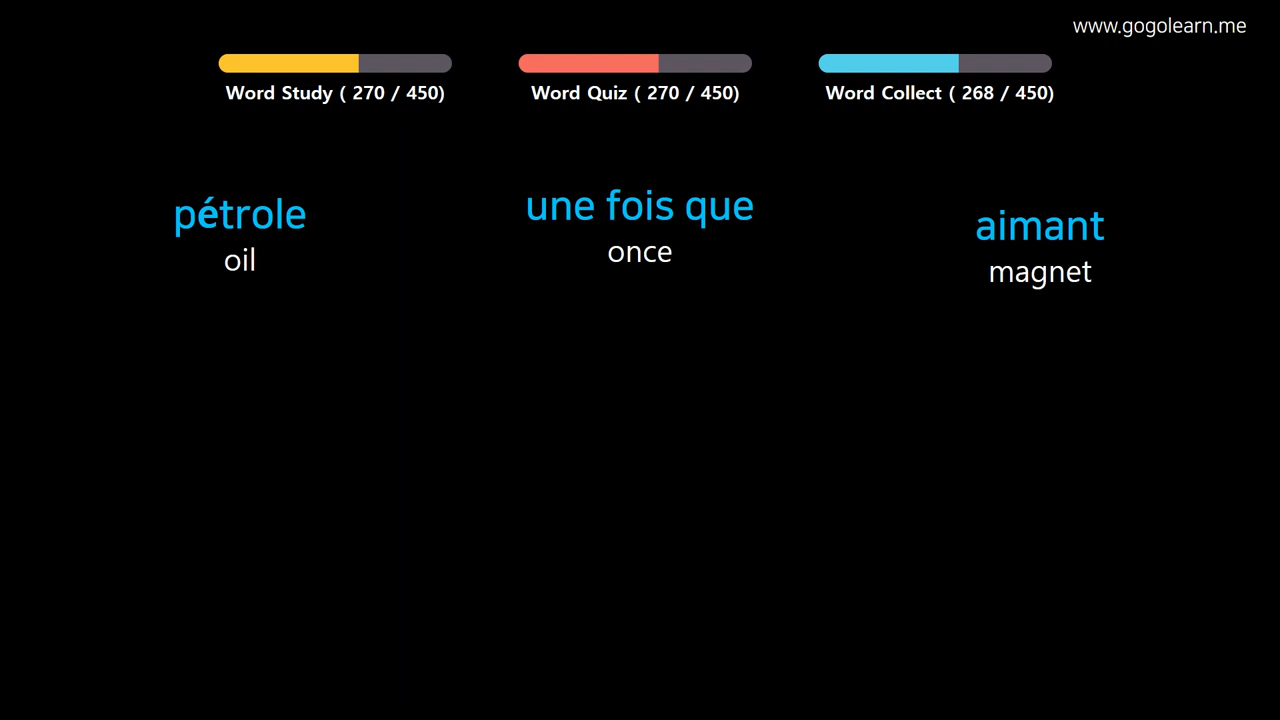 www.gogolearn.me
Word Study ( 270 / 450)
Word Quiz ( 270 / 450)
Word Collect ( 268 / 450)
pétrole
oil
une fois que
once
aimant
magnet